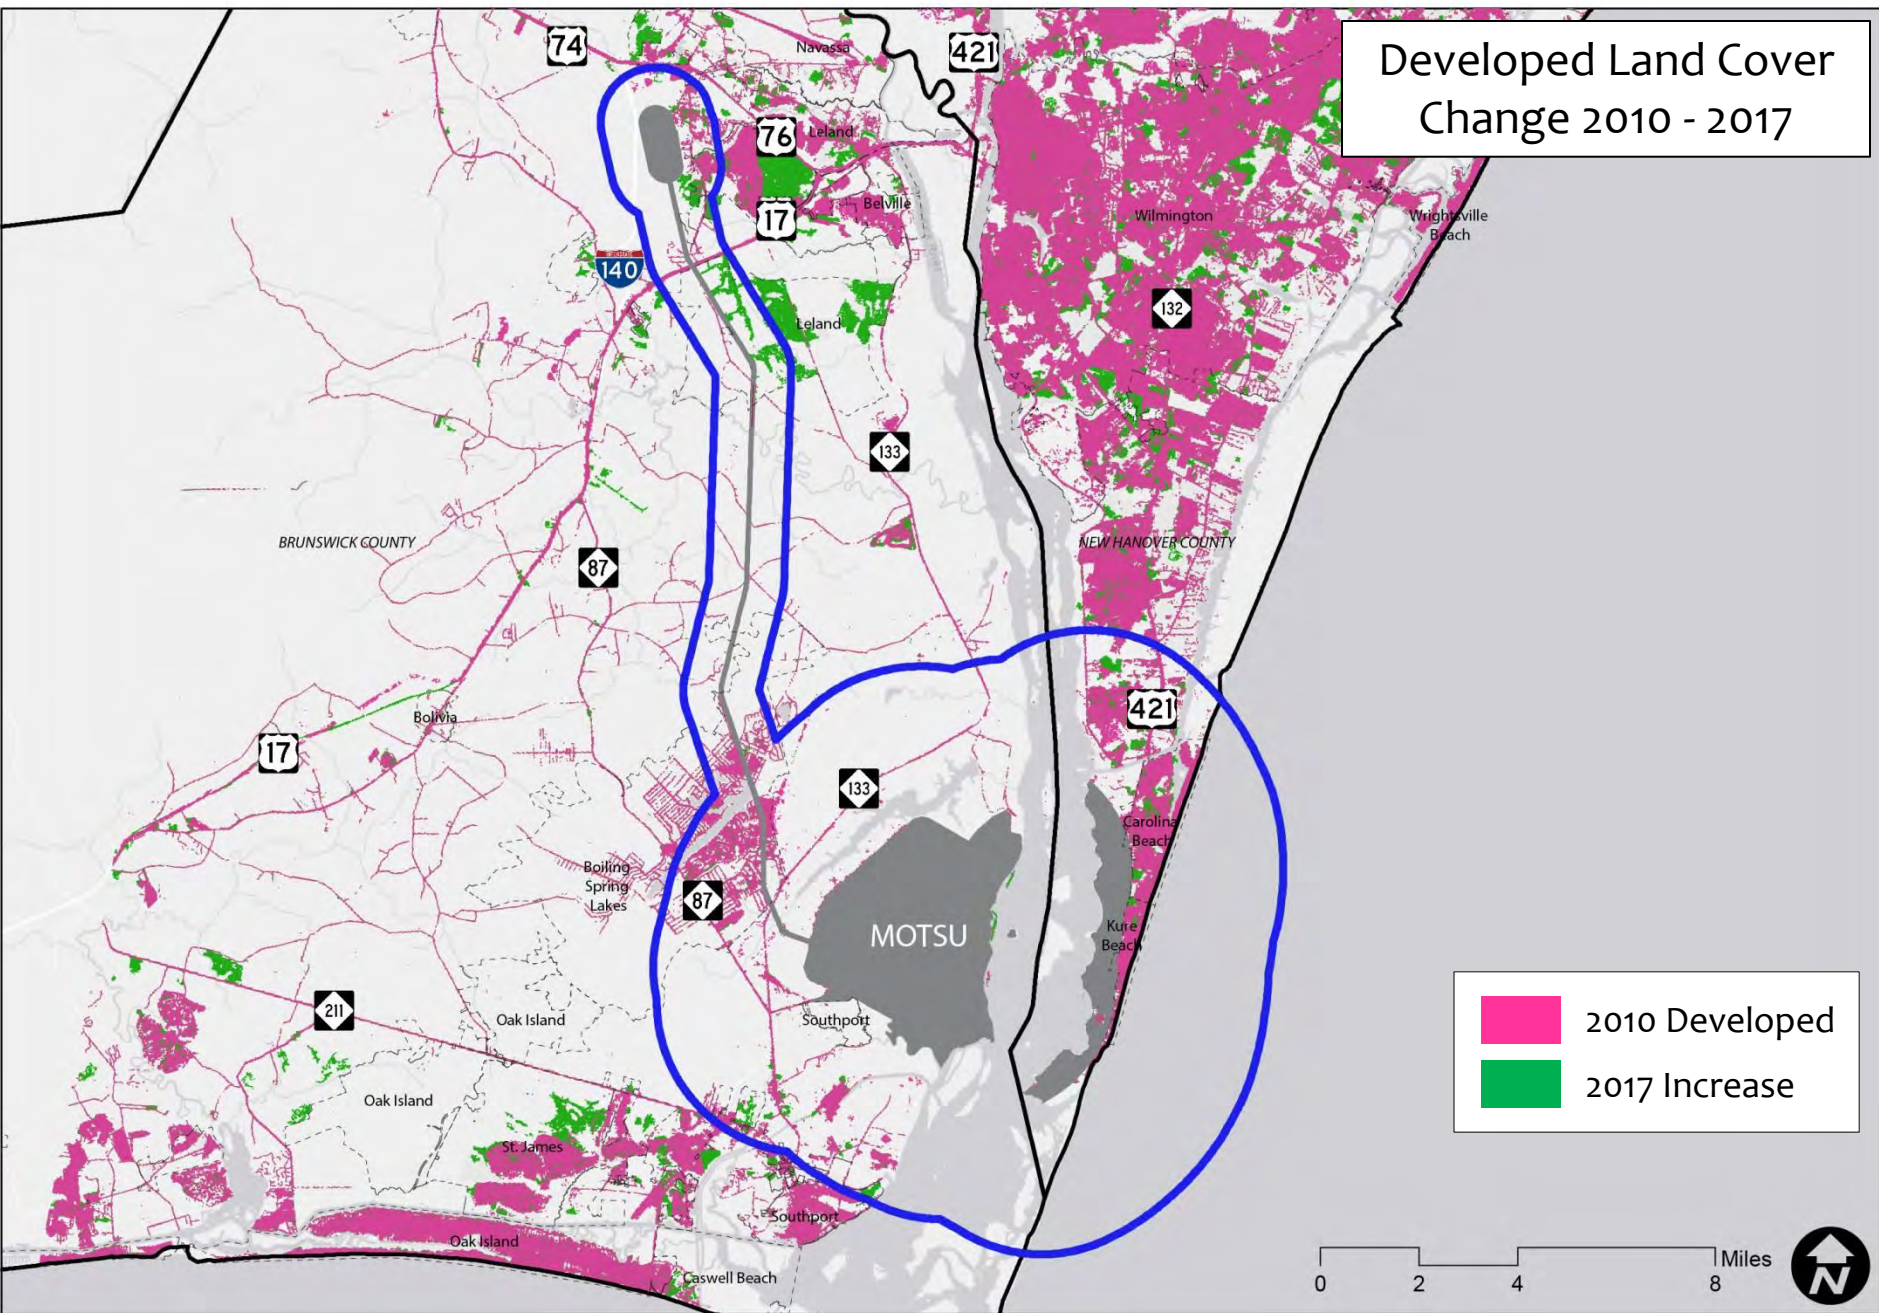 Developed Land Cover
Change 2010 - 2017
74
Navassa
421
76
Leland
17
Belville
Wilmington
Wrightsville
Beach
140
132
Leland
133
BRUNSWICK COUNTY
NEW HANOVER COUNTY
87
Bolivia
17
421
133
Carolina
Beach
Boiling
Spring
Lakes
87
MOTSU
Kure
Beach
211
Oak Island
Southport
Oak Island
St. James
Southport
Oak Island
Caswell Beach
2010 Developed
2017 Increase
0
2
4
8
Miles
N